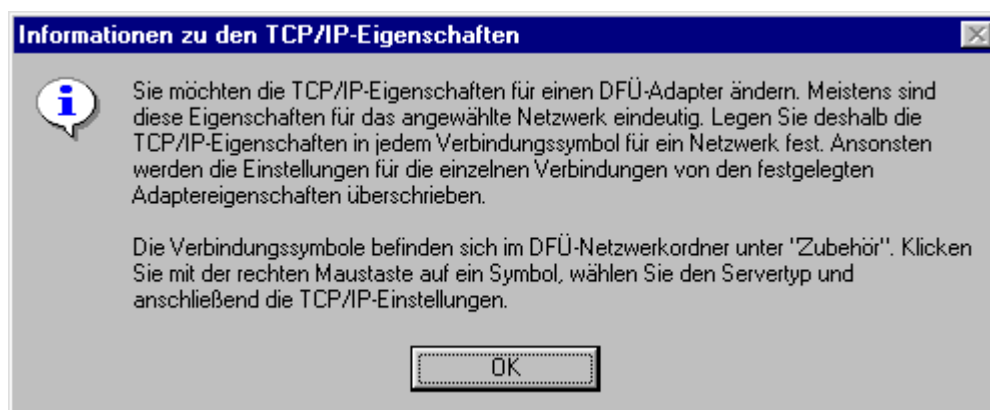 Informationen zu den TCP/IP-Eigenschaften
Sie möchten die TCP/IP-Eigenschaften für einen DFÜ-Adapter ändern. Meistens sind
diese Eigenschaften für das angewählte Netzwerk eindeutig. Legen Sie deshalb die
TCP/IP-Eigenschaften in jedem Verbindungssymbol für ein Netzwerk fest. Ansonsten
werden die Einstellungen für die einzelnen Verbindungen von den festgelegten
Adaptereigenschaften überschrieben.
Die Verbindungssymbole befinden sich im DFÜ-Netzwerkordner unter "Zubehör". Klicken
Sie mit der rechten Maustaste auf ein Symbol, wählen Sie den Servertyp und
anschließend die TCP/IP-Einstellungen.
OK